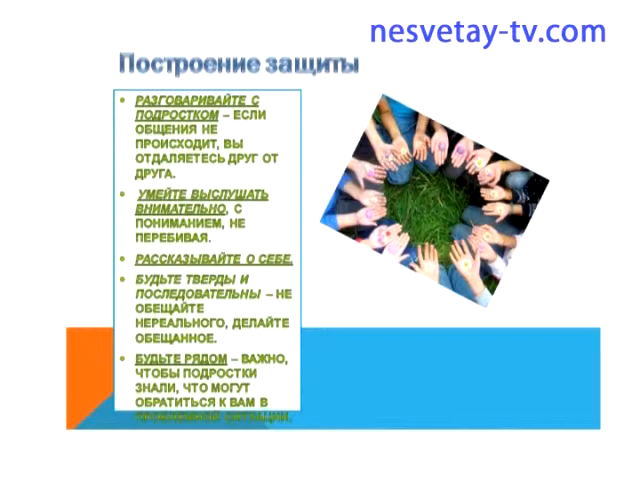 nesvetay-tv.com
Построение защиты
РАЗГОВАРИВАЙТЕ С
ПОДРОСТКОМ – ЕСЛИ
ОБЩЕНИЯ НЕ
ПРОИСХОДИТ, ВЫ
ОТДАЛЯЕТЕСЬ ДРУГ ОТ
ДРУГА.
УМЕЙТЕ ВЫСЛУШАТЬ
ВНИМАТЕЛЬНО, С
ПОНИМАНИЕМ, НЕ
ПЕРЕБИВАЯ.
РАССКАЗЫВАЙТЕ О СЕБЕ.
БУДЬТЕ ТВЕРДЫ И
ПОСЛЕДОВАТЕЛЬНЫ – НЕ
ОБЕЩАЙТЕ
НЕРЕАЛЬНОГО, ДЕЛАЙТЕ
ОБЕЩАННОЕ.
БУДЬТЕ РЯДОМ – ВАЖНО,
ЧТОБЫ ПОДРОСТКИ
ЗНАЛИ, ЧТО МОГУТ
ОБРАТИТЬСЯ К ВАМ В
СИТУАЦИИ.